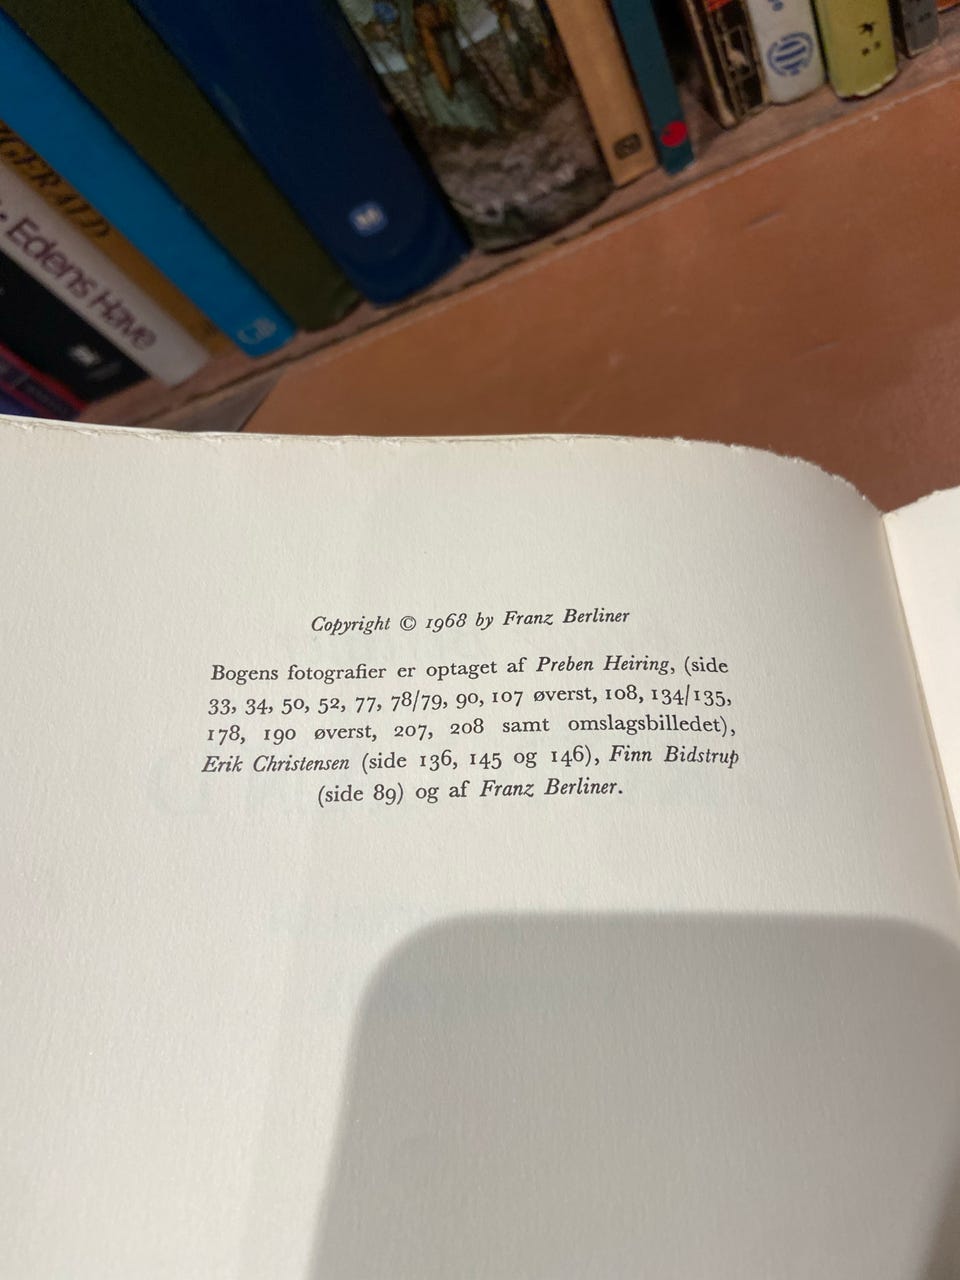 GERALD
Edens Have
Copyright © 1968 by Franz Berliner
Bogens fotografier er optaget af Preben Heiring, (side
33, 34, 50, 52, 77, 78/79, 90, 107 øverst, 108, 134/135,
178, 190 øverst, 207, 208 samt omslagsbilledet),
Erik Christensen (side 136, 145 og 146), Finn Bidstrup
(side 89) og af Franz Berliner.